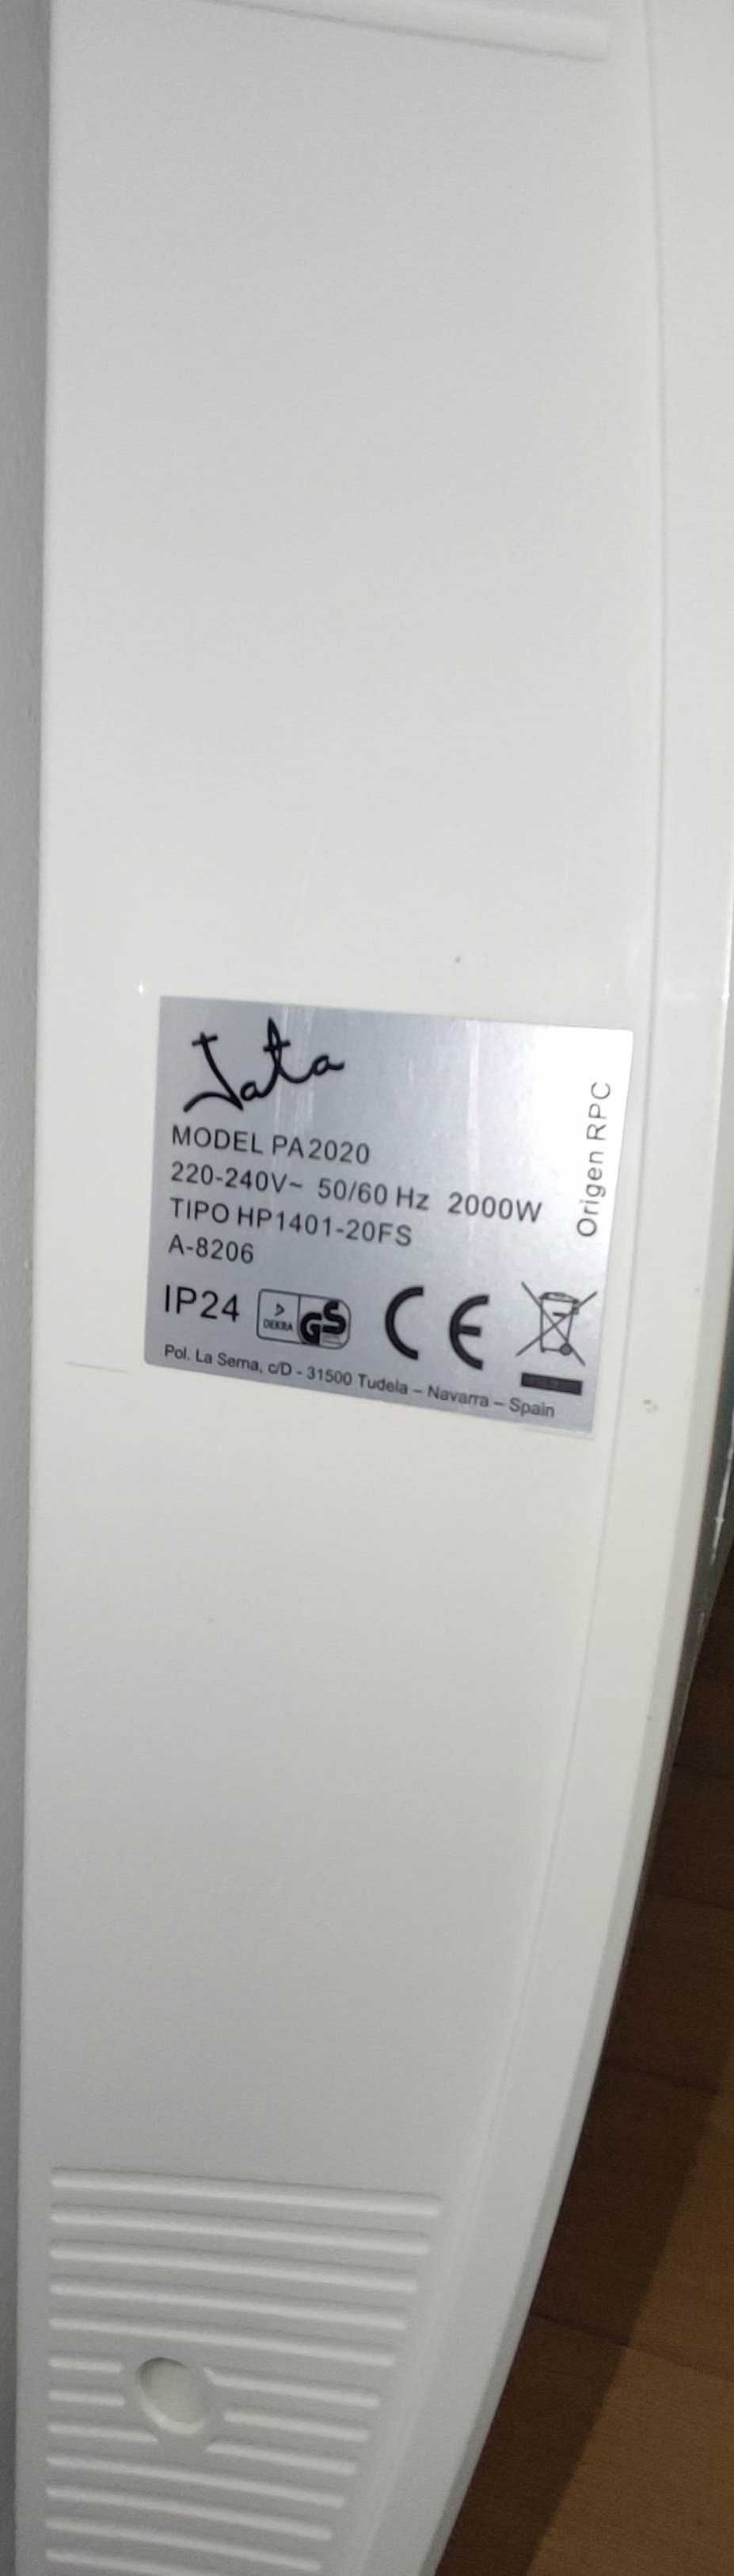 Jata
MODEL PA2020
220-240V~ 50/60 Hz 2000W
TIPO HP1401-20FS
A-8206
IP24
DEKRA
GS
CE
Pol. La Serna, c/D - 31500 Tudela – Navarra – Spain
Origen RPC